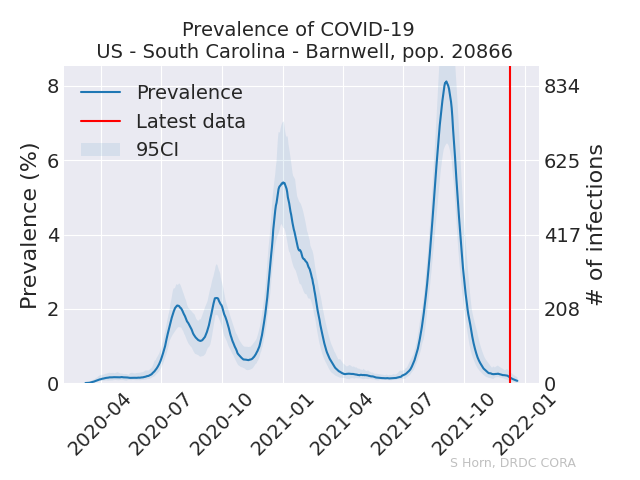 Prevalence of COVID-19
US - South Carolina - Barnwell, pop. 20866
Prevalence
Latest data
95CI
Prevalence (%)
8
6
4
2
0
834
625
417
208
0
# of infections
2020-04
2020-07
2020-10
2021-01
2021-04
2021-07
2021-10
2022-01
S Horn, DRDC CORA